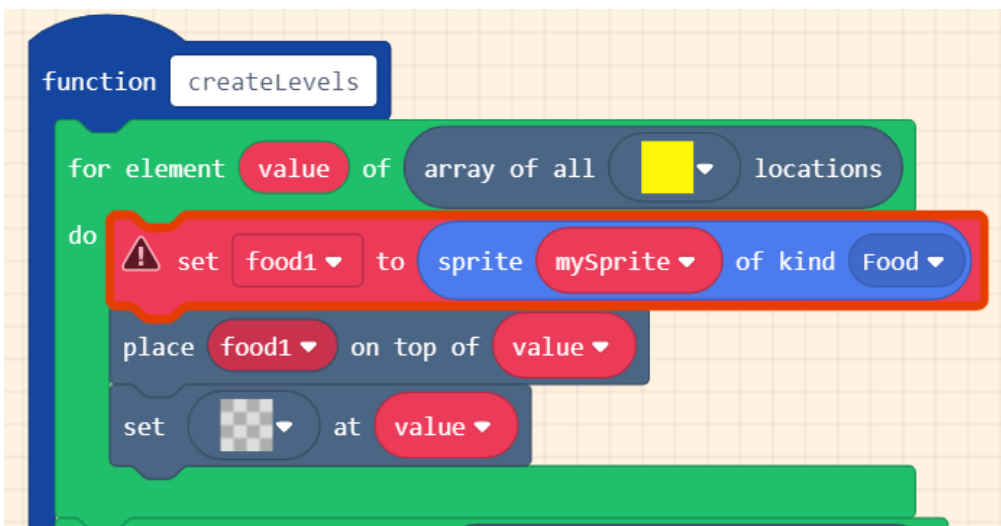 function createLevels
for element value of array of all locations
do
set food1 to sprite mySprite of kind Food
place food1 on top of value
set at value